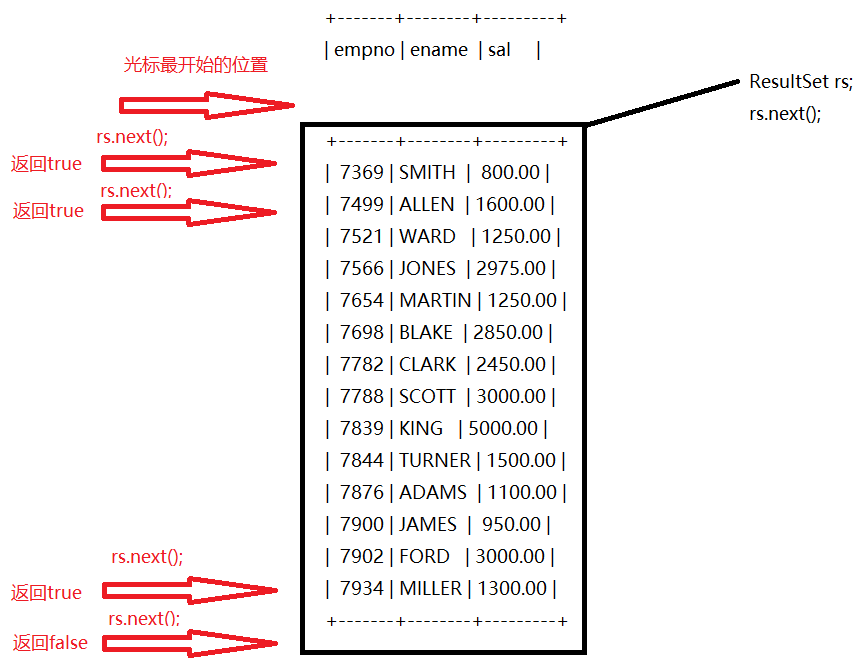 +-------+--------+---------+
| empno | ename | sal |
光标最开始的位置
ResultSet rs;
rs.next();
+-------+--------+---------+
rs.next();
返回true
| 7369 | SMITH | 800.00 |
rs.next();
返回true
| 7499 | ALLEN | 1600.00 |
| 7521 | WARD | 1250.00 |
| 7566 | JONES | 2975.00 |
| 7654 | MARTIN | 1250.00 |
| 7698 | BLAKE | 2850.00 |
| 7782 | CLARK | 2450.00 |
| 7788 | SCOTT | 3000.00 |
| 7839 | KING | 5000.00 |
| 7844 | TURNER | 1500.00 |
| 7876 | ADAMS | 1100.00 |
| 7900 | JAMES | 950.00 |
| 7902 | FORD | 3000.00 |
rs.next();
返回true
| 7934 | MILLER | 1300.00 |
+-------+--------+---------+
rs.next();
返回false